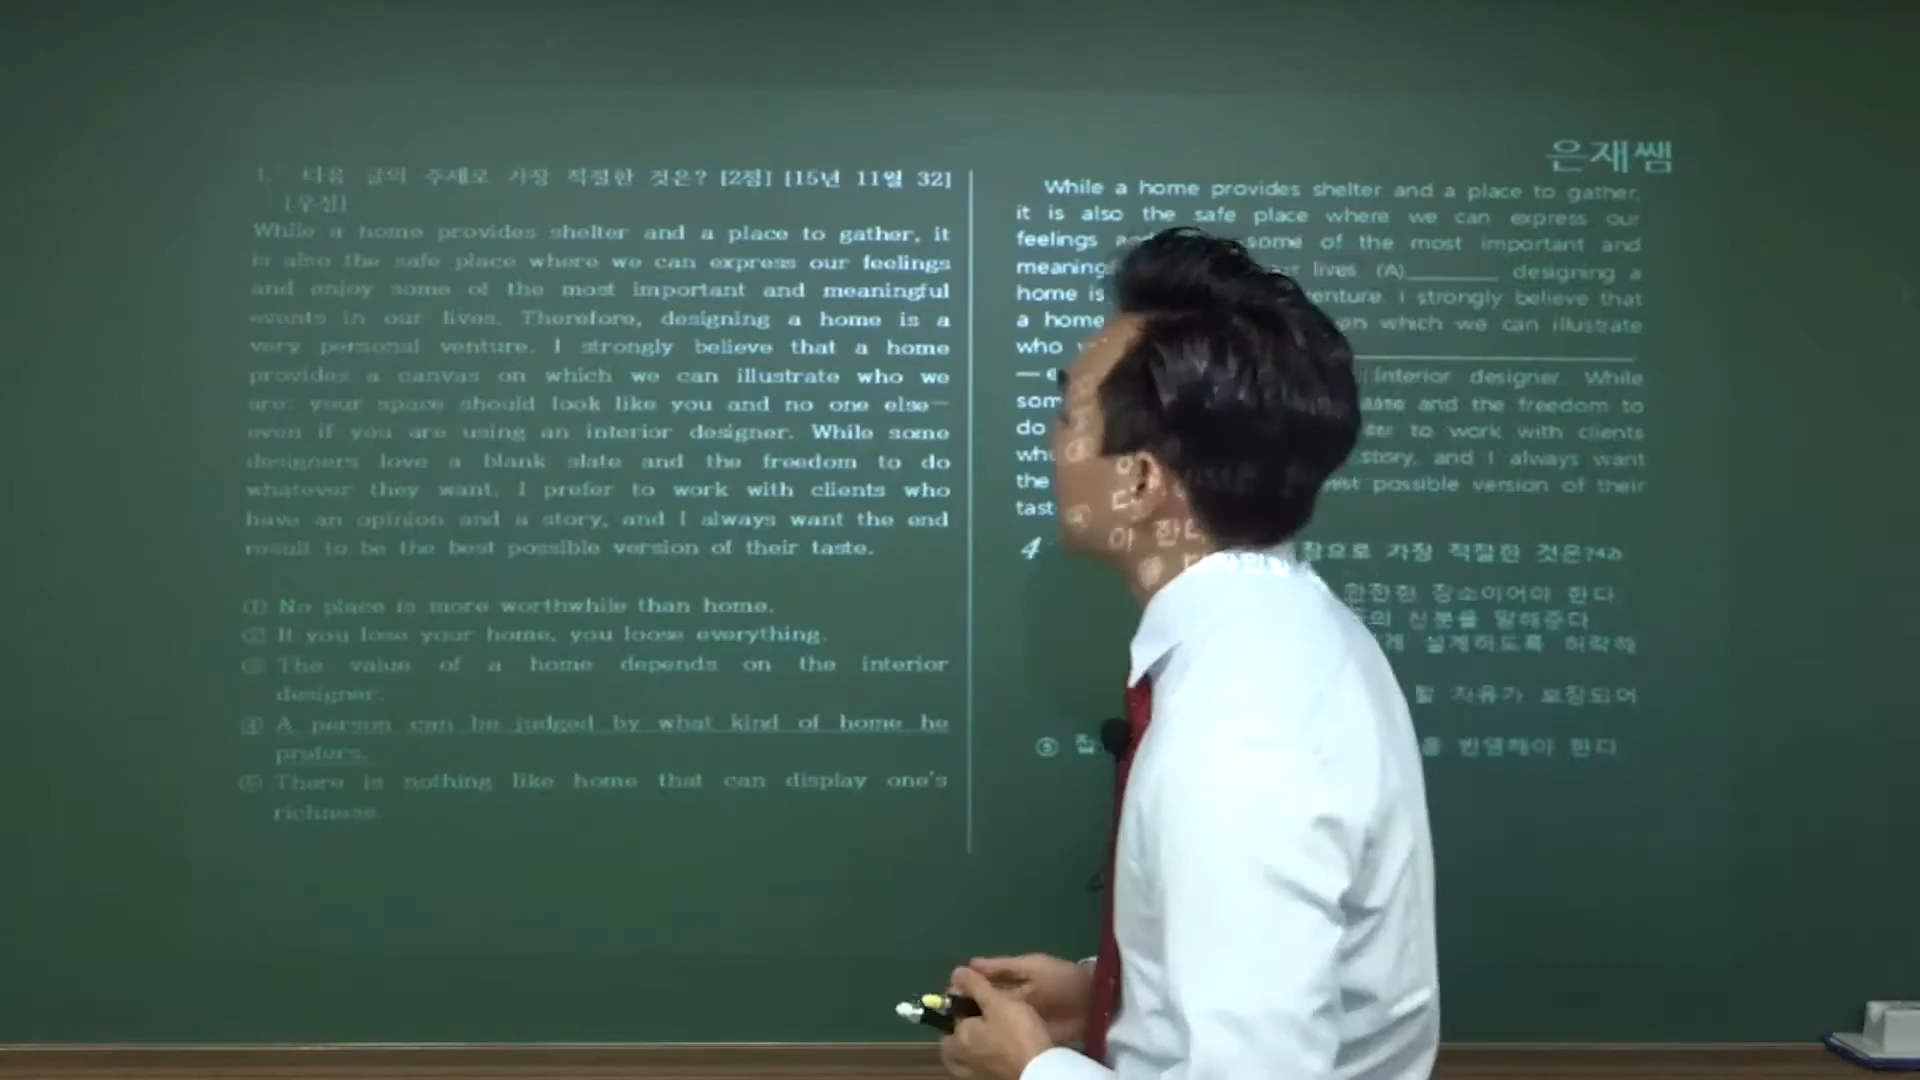 은재쌤
1. 다음 글의 주제로 가장 적절한 것은? [2점] [15년 11월 32]
[우성]
While a home provides shelter and a place to gather, it
is also the safe place where we can express our feelings
and enjoy some of the most important and meaningful
events in our lives. Therefore, designing a home is a
very personal venture. I strongly believe that a home
provides a canvas on which we can illustrate who we
are: your space should look like you and no one else—
even if you are using an interior designer. While some
designers love a blank slate and the freedom to do
whatever they want, I prefer to work with clients who
have an opinion and a story, and I always want the end
result to be the best possible version of their taste.
① No place is more worthwhile than home.
② If you lose your home, you loose everything.
③ The value of a home depends on the interior
designer.
④ A person can be judged by what kind of home he
prefers.
⑤ There is nothing like home that can display one's
richness.
While a home provides shelter and a place to gather,
it is also the safe place where we can express our
feelings some of the most important and
lives. (A)________ designing a
home is venture. I strongly believe that
a home on which we can illustrate
who
— interior designer. While
and the freedom to
do to work with clients
story, and I always want
the possible version of their
4 가장 적절한 것은?
안전한 장소이어야 한다
신분을 말해준다
설계하도록 허락해
할 자유가 보장되어
⑤ 집 반영해야 한다